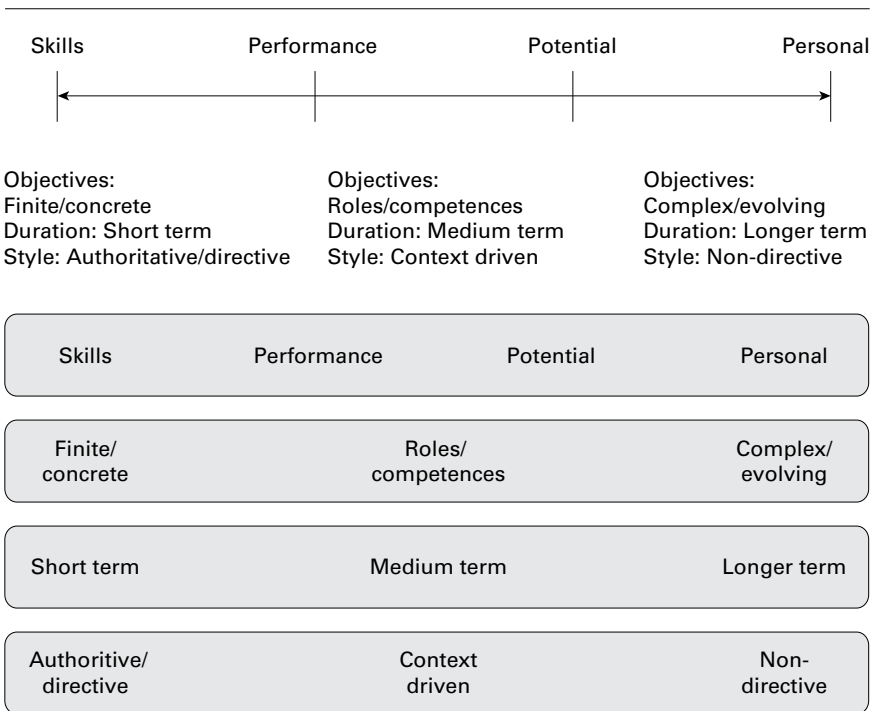 Skills Performance Potential Personal
Objectives:
Finite/concrete
Duration: Short term
Style: Authoritative/directive
Objectives:
Roles/competences
Duration: Medium term
Style: Context driven
Objectives:
Complex/evolving
Duration: Longer term
Style: Non-directive
Skills Performance Potential Personal
Finite/
concrete
Roles/
competences
Complex/
evolving
Short term Medium term Longer term
Authoritive/
directive
Context
driven
Non-
directive